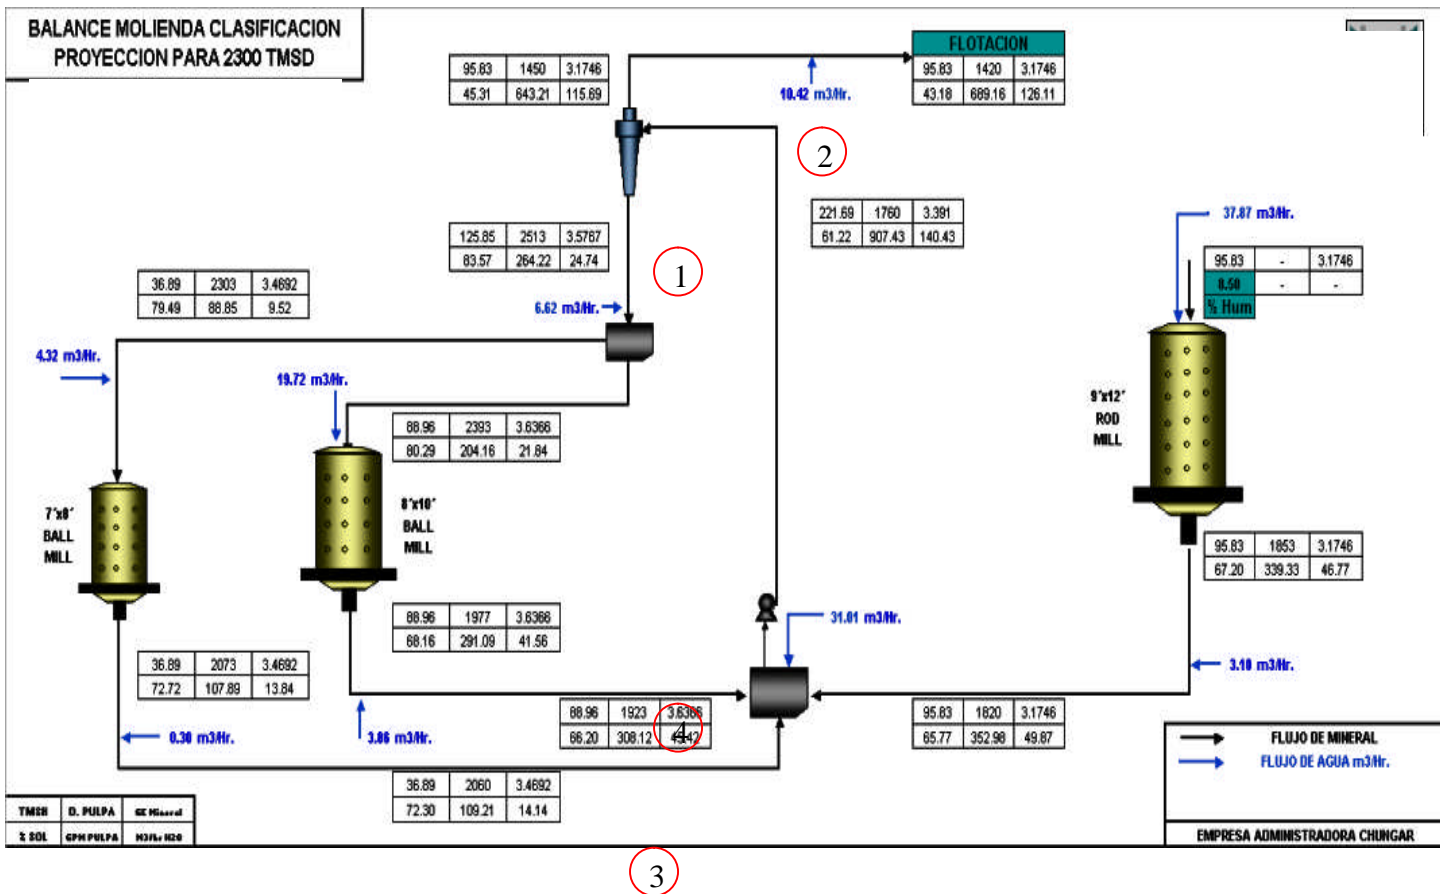 BALANCE MOLIENDA CLASIFICACION
PROYECCION PARA 2300 TMSD
95.83 1450 3.1746
45.31 643.21 115.69
10.42 m3/Hr.
FLOTACION
95.83 1420 3.1746
43.18 689.16 126.11
2
221.69 1760 3.391
61.22 907.43 140.43
37.87 m3/Hr.
95.83 - 3.1746
8.50 - -
% Hum
125.85 2513 3.5767
83.57 264.22 24.74
1
6.62 m3/Hr.
36.89 2303 3.4692
79.49 88.85 9.52
4.32 m3/Hr.
19.72 m3/Hr.
88.96 2393 3.6366
80.29 204.16 21.84
9'x12'
ROD
MILL
7'x8'
BALL
MILL
8'x10'
BALL
MILL
95.83 1853 3.1746
67.20 339.33 46.77
88.96 1977 3.6366
68.16 291.09 41.56
31.01 m3/Hr.
3.10 m3/Hr.
36.89 2073 3.4692
72.72 107.89 13.84
0.30 m3/Hr.
3.86 m3/Hr.
88.96 1923 3.6366
66.20 308.12
4
95.83 1820 3.1746
65.77 352.98 49.87
36.89 2060 3.4692
72.30 109.21 14.14
FLUJO DE MINERAL
FLUJO DE AGUA m3/Hr.
TMSH D. PULPA GE Mineral
% SOL GPM PULPA M3/Hr H2O
EMPRESA ADMINISTRADORA CHUNGAR
3